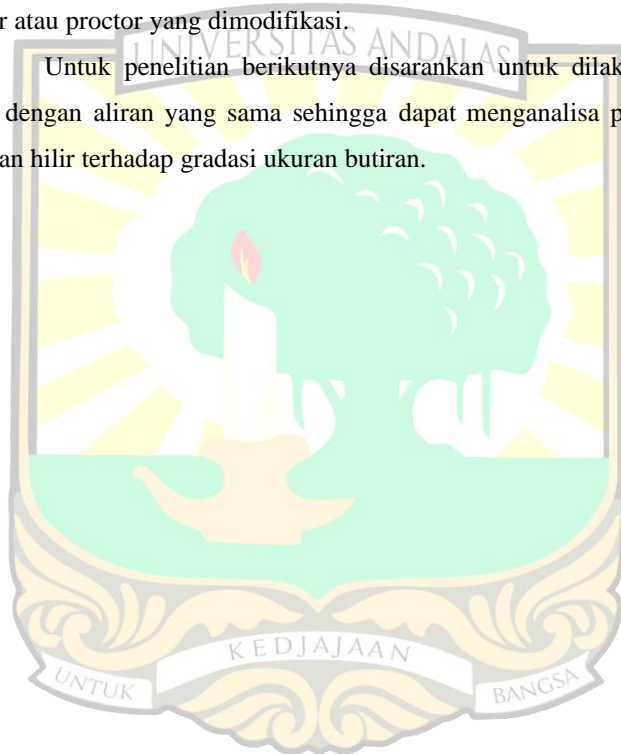 r atau proctor yang dimodifikasi.
UNIVERSITAS ANDALAS
Untuk penelitian berikutnya disarankan untuk dilak
dengan aliran yang sama sehingga dapat menganalisa p
an hilir terhadap gradasi ukuran butiran.
KEDJAJAAN
UNTUK
BANGSA